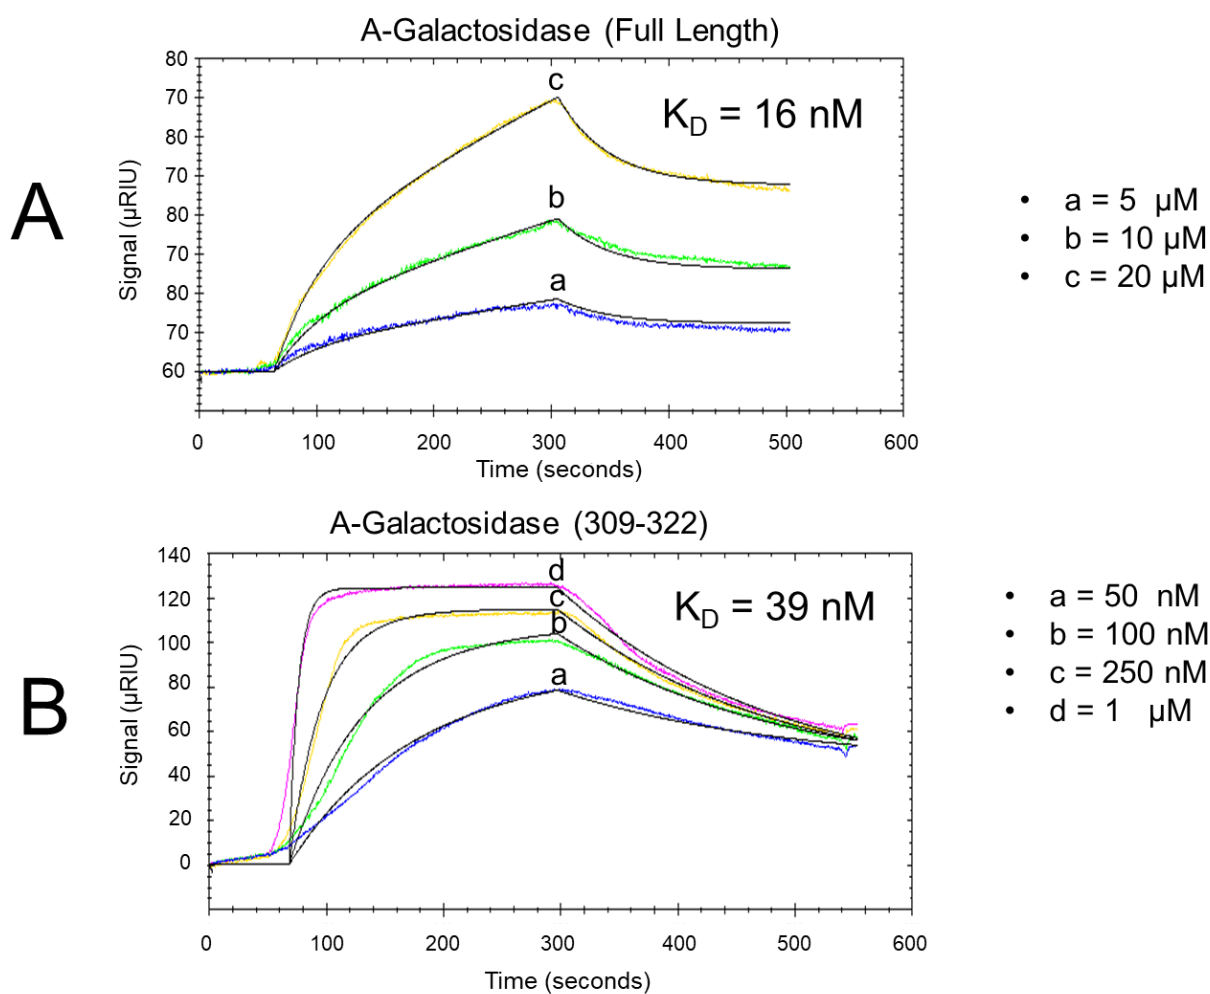 A-Galactosidase (Full Length)
A
Signal (µRIU)
80
70
80
70
80
70
80
70
60
c
b
a
K_D = 16 nM
0 100 200 300 400 500 600
Time (seconds)
• a = 5 µM
• b = 10 µM
• c = 20 µM
A-Galactosidase (309-322)
B
Signal (µRIU)
140
120
100
80
60
40
20
0
d
c
b
a
K_D = 39 nM
0 100 200 300 400 500 600
Time (seconds)
• a = 50 nM
• b = 100 nM
• c = 250 nM
• d = 1 µM